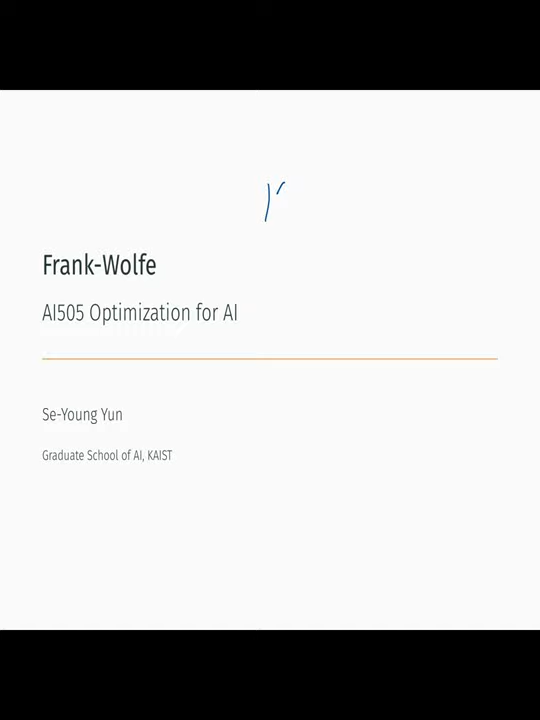 Frank-Wolfe
AI505 Optimization for AI
Se-Young Yun
Graduate School of AI, KAIST